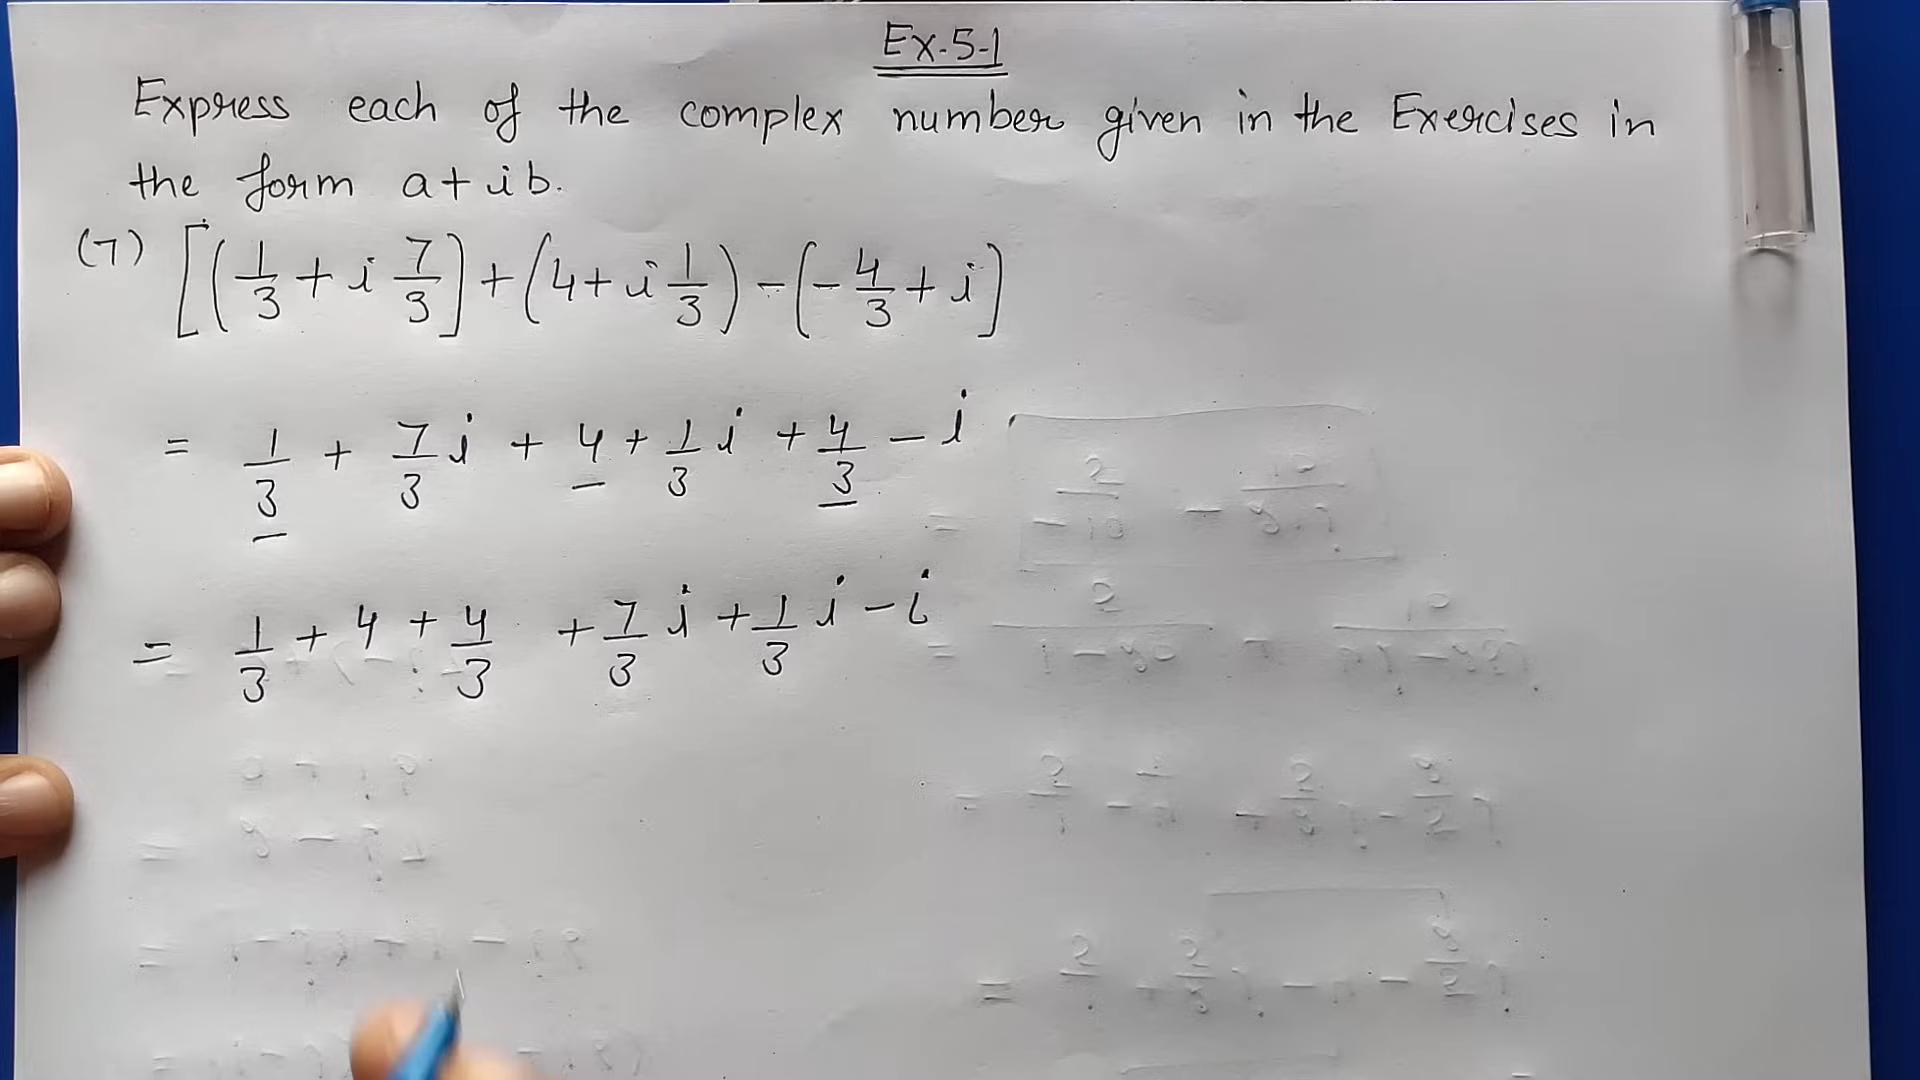 Ex-5-1
Express each of the complex number given in the Exercises in
the form a+ib.
(7) [(1/3 + i 7/3] + (4 + i 1/3) - (-4/3 + i]
= 1/3 + 7/3 i + 4 + 1/3 i + 4/3 - i
= 1/3 + 4 + 4/3 + 7/3 i + 1/3 i - i